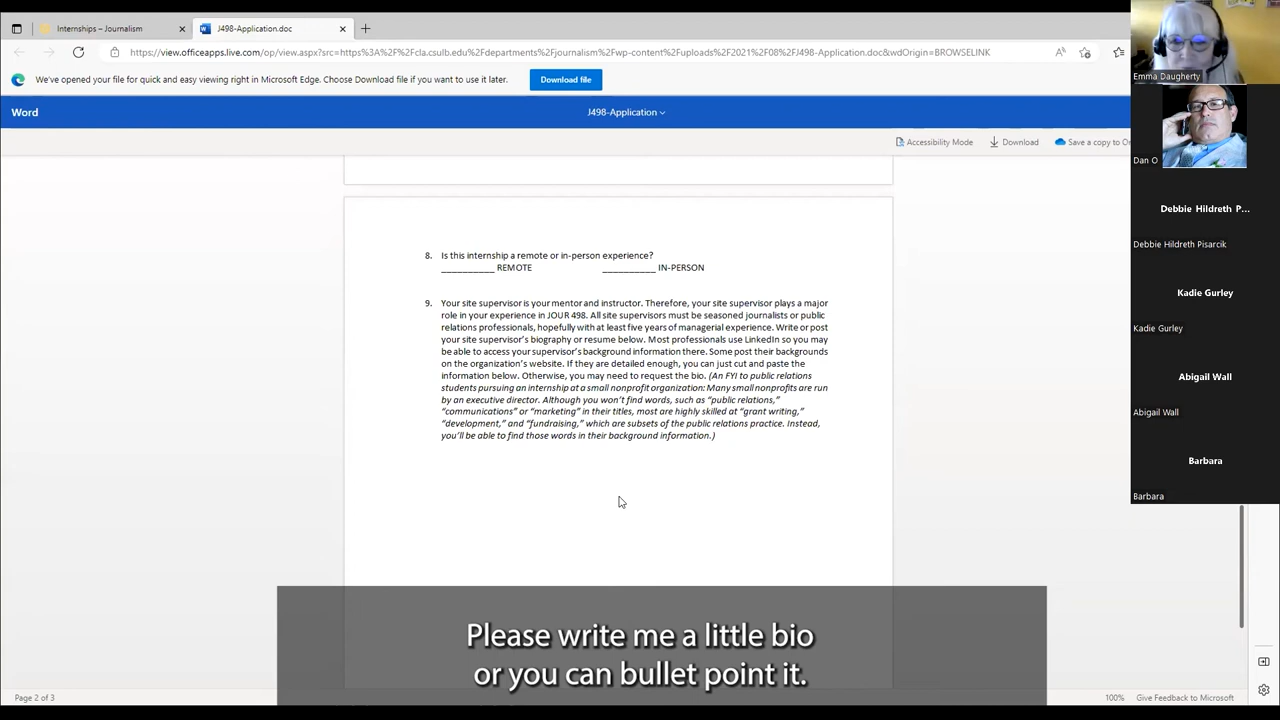 Internships – Journalism
J498-Application.doc
https://view.officeapps.live.com/op/view.aspx?src=https%3A%2F%2Fcla.csulb.edu%2Fdepartments%2Fjournalism%2Fwp-content%2Fuploads%2F2021%2F08%2FJ498-Application.doc&wdOrigin=BROWSELINK
We've opened your file for quick and easy viewing right in Microsoft Edge. Choose Download file if you want to use it later.
Download file
Word
J498-Application
Accessibility Mode
Download
Save a copy to On
8. Is this internship a remote or in-person experience?
__________ REMOTE __________ IN-PERSON
9. Your site supervisor is your mentor and instructor. Therefore, your site supervisor plays a major
role in your experience in JOUR 498. All site supervisors must be seasoned journalists or public
relations professionals, hopefully with at least five years of managerial experience. Write or post
your site supervisor's biography or resume below. Most professionals use LinkedIn so you may
be able to access your supervisor's background information there. Some post their backgrounds
on the organization's website. If they are detailed enough, you can just cut and paste the
information below. Otherwise, you may need to request the bio. (An FYI to public relations
students pursuing an internship at a small nonprofit organization: Many small nonprofits are run
by an executive director. Although you won't find words, such as "public relations,"
"communications" or "marketing" in their titles, most are highly skilled at "grant writing,"
"development," and "fundraising," which are subsets of the public relations practice. Instead,
you'll be able to find those words in their background information.)
Please write me a little bio
or you can bullet point it.
Page 2 of 3
100%
Give Feedback to Microsoft
Emma Daugherty
Dan O
Debbie Hildreth P...
Debbie Hildreth Pisarcik
Kadie Gurley
Kadie Gurley
Abigail Wall
Abigail Wall
Barbara
Barbara